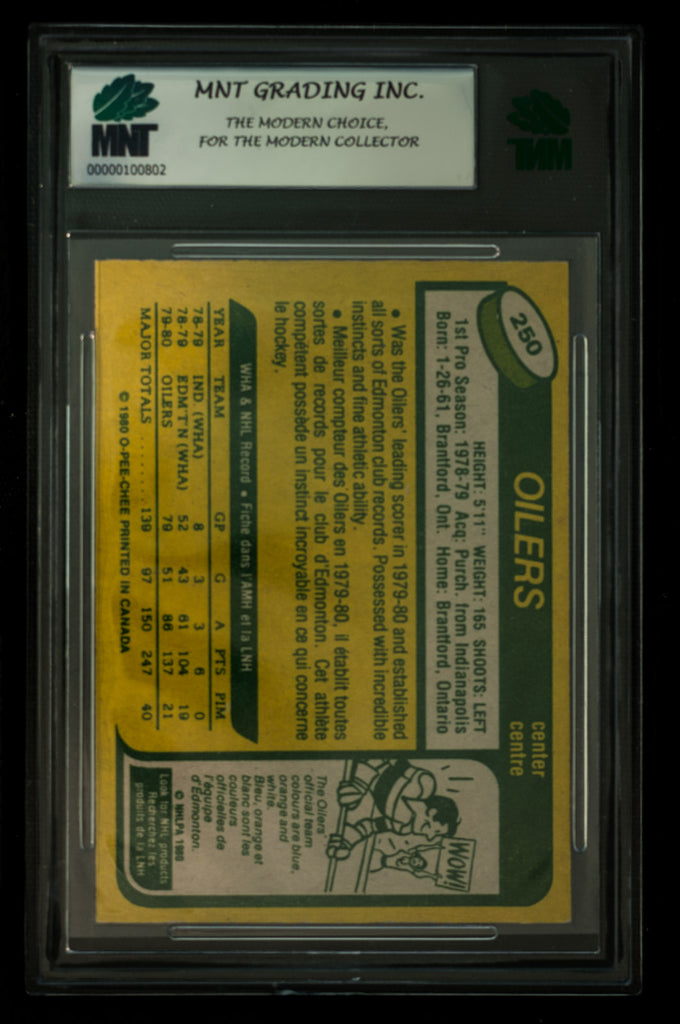 MNT GRADING INC.
THE MODERN CHOICE,
FOR THE MODERN COLLECTOR
MNT
00000100802
MNT
250
OILERS
center
centre
HEIGHT: 5'11" WEIGHT: 165 SHOOTS: LEFT
1st Pro Season: 1978-79 Acq: Purch. from Indianapolis
Born: 1-26-61, Brantford, Ont. Home: Brantford, Ontario
• Was the Oilers' leading scorer in 1979-80 and established
all sorts of Edmonton club records. Possessed with incredible
instincts and fine athletic ability.
• Meilleur compteur des Oilers en 1979-80, il établit toutes
sortes de records pour le club d'Edmonton. Cet athlète
compétent possède un instinct incroyable en ce qui concerne
le hockey.
WHA & NHL Record • Fiche dans l'AMH et la LNH
YEAR TEAM GP G A PTS PIM
78-79 IND (WHA) 8 3 3 6 0
78-79 EDM'T'N (WHA) 52 43 61 104 19
79-80 OILERS 79 51 86 137 21
MAJOR TOTALS ........ 139 97 150 247 40
© 1980 O-PEE-CHEE PRINTED IN CANADA
WOW!
The Oilers'
official team
colours are blue,
orange and
white.
Bleu, orange et
blanc sont les
couleurs
officielles de
l'équipe
d'Edmonton.
© NHLPA 1980
Look for NHL products
Recherchez les
produits de la LNH